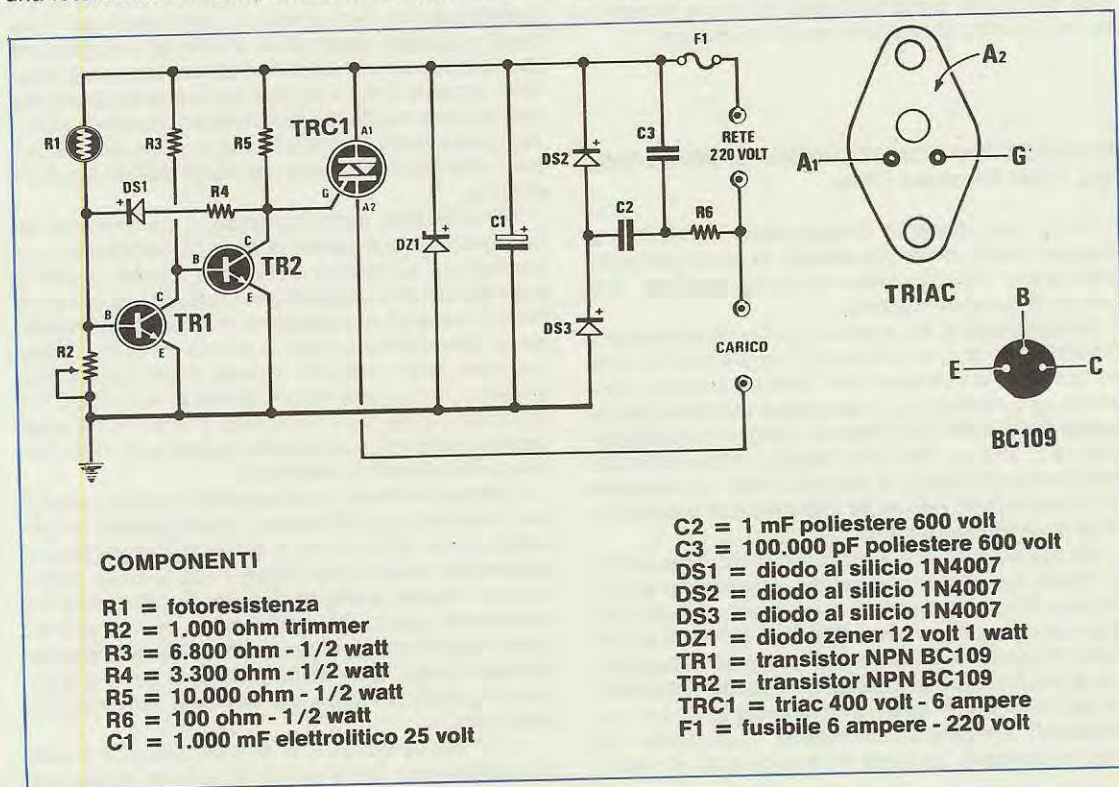 F1
A2
R1
R3
R5
TRC1
A1
DS2
C3
RETE
220 VOLT
A1
G
DS1
R4
G
A2
C1
C2
R6
+
+
+
+
+
C
B
TR2
DZ1
E
TRIAC
B
C
TR1
DS3
R2
E
CARICO
B
E
C
BC109
COMPONENTI
R1 = fotoresistenza
R2 = 1.000 ohm trimmer
R3 = 6.800 ohm - 1/2 watt
R4 = 3.300 ohm - 1/2 watt
R5 = 10.000 ohm - 1/2 watt
R6 = 100 ohm - 1/2 watt
C1 = 1.000 mF elettrolitico 25 volt
C2 = 1 mF poliestere 600 volt
C3 = 100.000 pF poliestere 600 volt
DS1 = diodo al silicio 1N4007
DS2 = diodo al silicio 1N4007
DS3 = diodo al silicio 1N4007
DZ1 = diodo zener 12 volt 1 watt
TR1 = transistor NPN BC109
TR2 = transistor NPN BC109
TRC1 = triac 400 volt - 6 ampere
F1 = fusibile 6 ampere - 220 volt